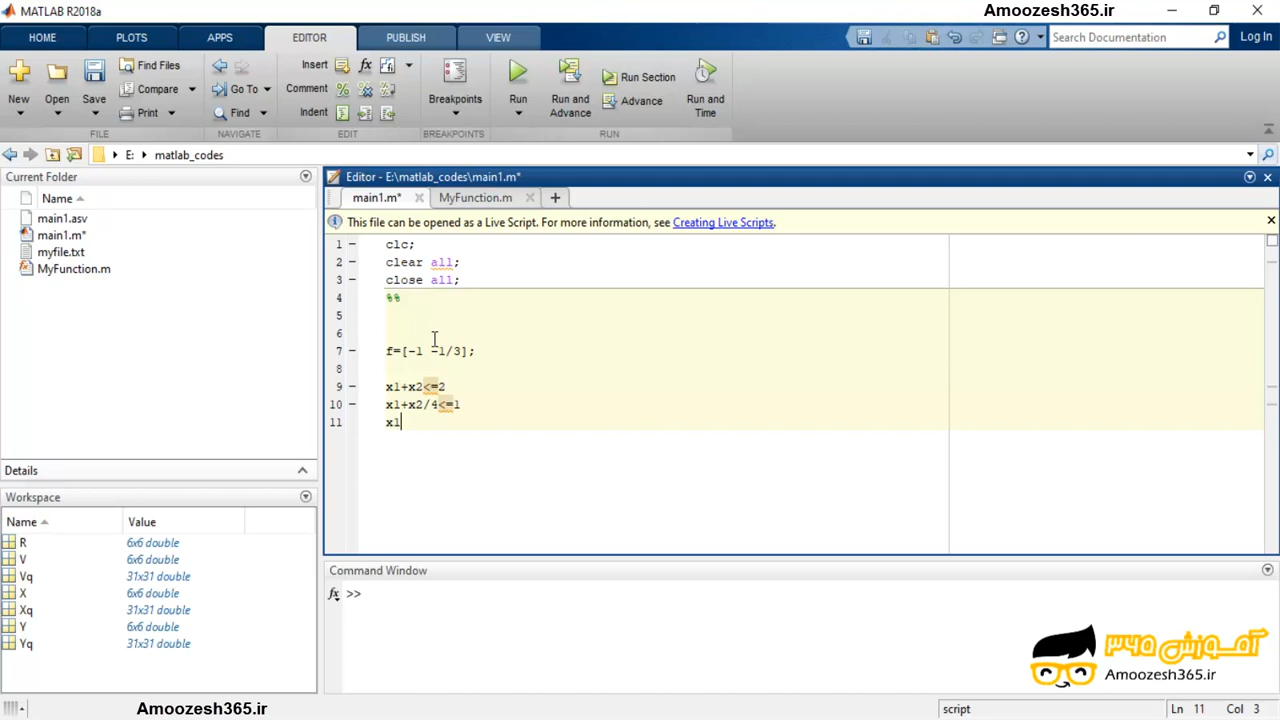 MATLAB R2018a
Amoozesh365.ir
HOME PLOTS APPS EDITOR PUBLISH VIEW
Search Documentation
Log In
New Open Save
Find Files
Compare
Print
FILE
Go To
Find
NAVIGATE
Insert fx
Comment % %
Indent
EDIT
Breakpoints
BREAKPOINTS
Run
Run and Advance
Run Section
Advance
Run and Time
RUN
E: matlab_codes
Current Folder
Name
main1.asv
main1.m*
myfile.txt
MyFunction.m
Details
Workspace
Name Value
R 6x6 double
V 6x6 double
Vq 31x31 double
X 6x6 double
Xq 31x31 double
Y 6x6 double
Yq 31x31 double
Editor - E:\matlab_codes\main1.m*
main1.m* MyFunction.m
This file can be opened as a Live Script. For more information, see Creating Live Scripts.
1 clc;
2 clear all;
3 close all;
4 %%
5
6
7 f=[-1 -1/3];
8
9 x1+x2<=2
10 x1+x2/4<=1
11 x1
Command Window
fx >>
آموزش ۳۶۵
Amoozesh365.ir
Amoozesh365.ir
script
Ln 11 Col 3